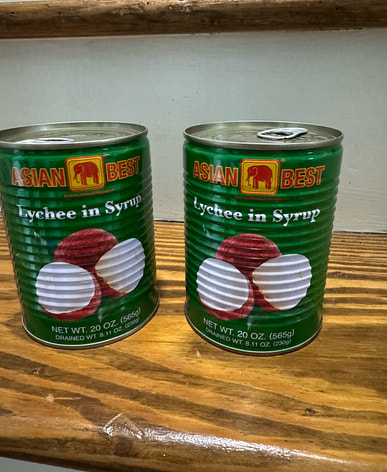 ASIAN BEST
Lychee in Syrup
NET WT. 20 OZ. (565g)
DRAINED WT. 8.11 OZ. (230g)
ASIAN BEST
Lychee in Syrup
NET WT. 20 OZ. (565g)
DRAINED WT. 8.11 OZ. (230g)